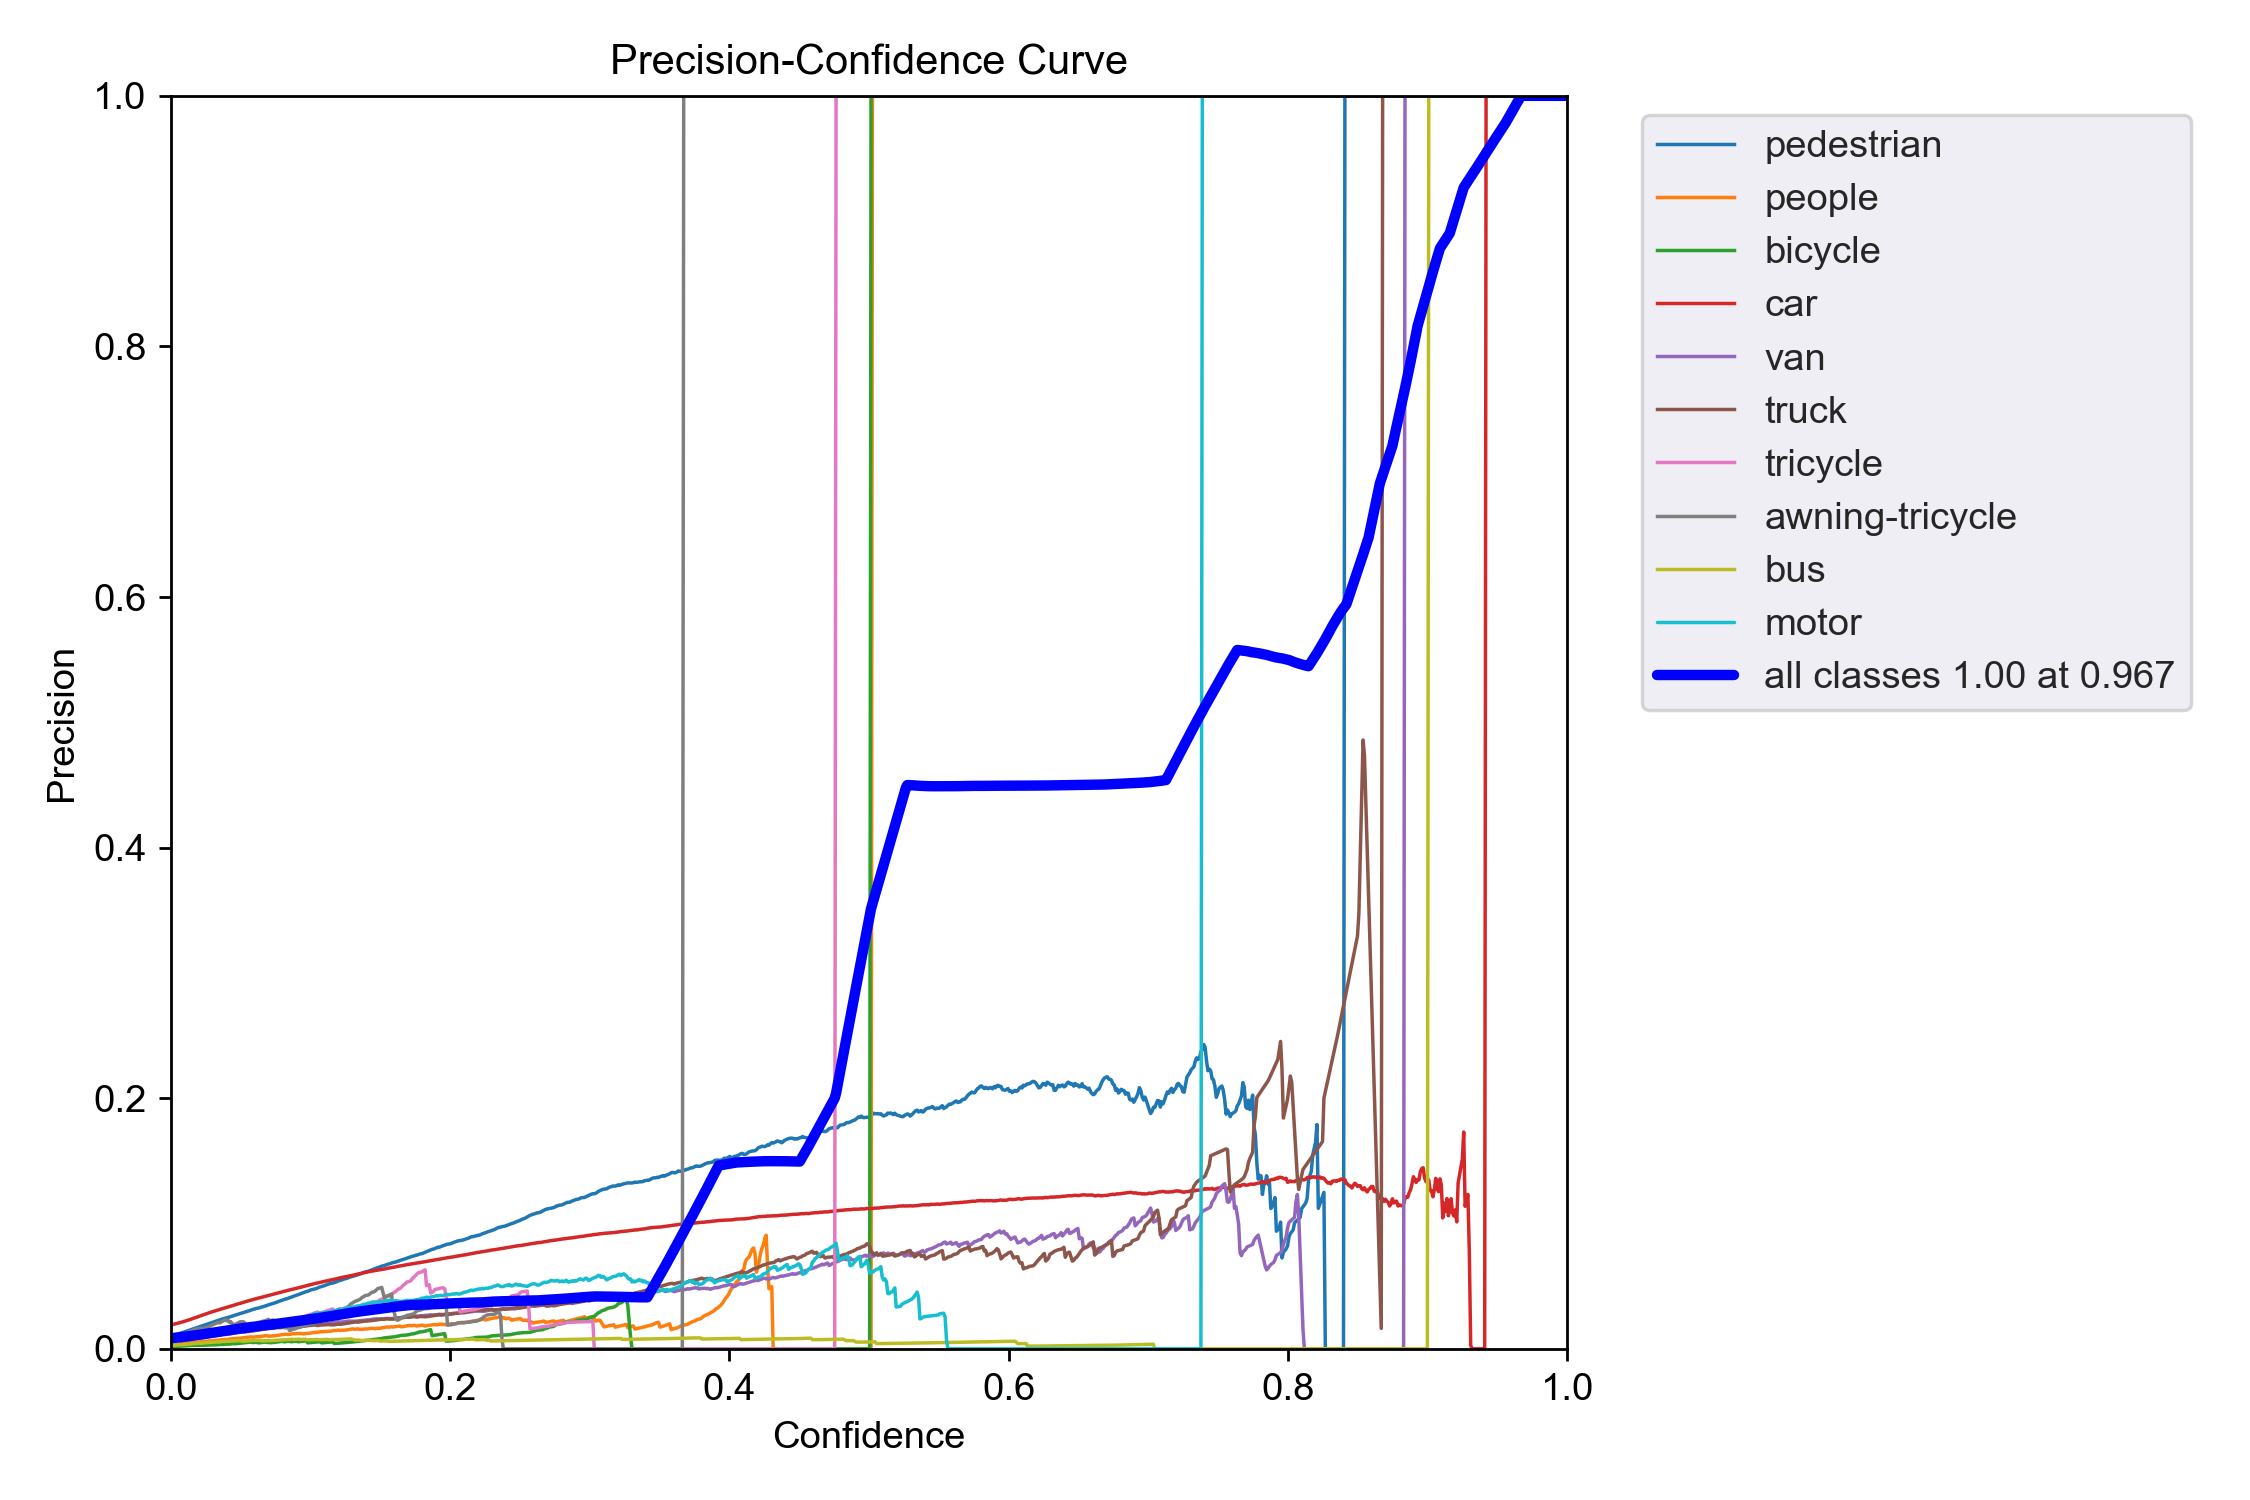 Precision-Confidence Curve
1.0
0.8
0.6
0.4
0.2
0.0
Precision
0.0 0.2 0.4 0.6 0.8 1.0
Confidence
pedestrian
people
bicycle
car
van
truck
tricycle
awning-tricycle
bus
motor
all classes 1.00 at 0.967